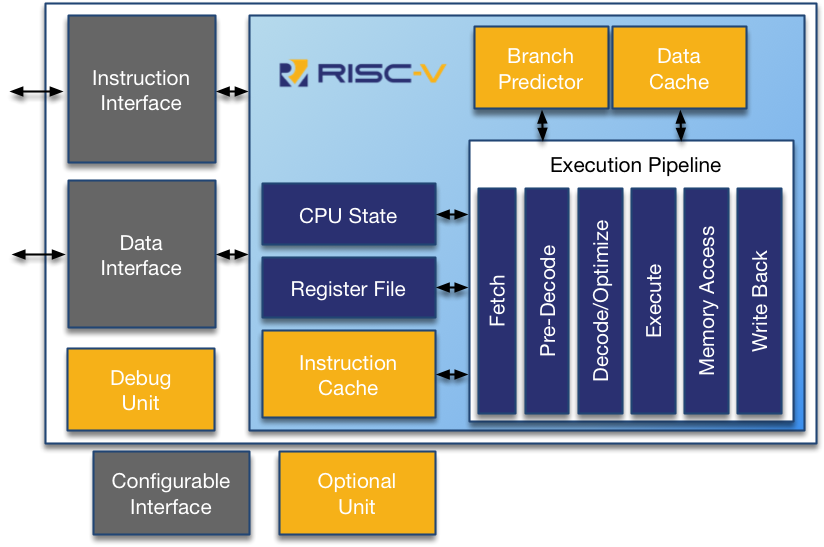 Instruction
Interface
RISC-V
Branch
Predictor
Data
Cache
Execution Pipeline
Data
Interface
CPU State
Register File
Instruction
Cache
Fetch
Pre-Decode
Decode/Optimize
Execute
Memory Access
Write Back
Debug
Unit
Configurable
Interface
Optional
Unit